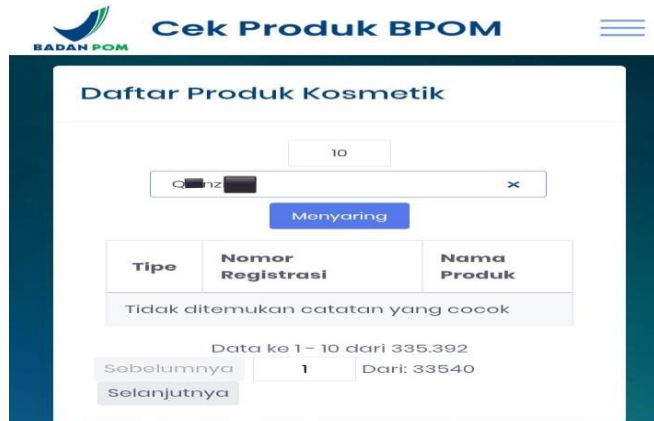 BADAN POM
Cek Produk BPOM
Daftar Produk Kosmetik
10
Menyaring
Tipe
Nomor Registrasi
Nama Produk
Tidak ditemukan catatan yang cocok
Data ke 1 - 10 dari 335.392
Sebelumnya 1 Dari: 33540
Selanjutnya